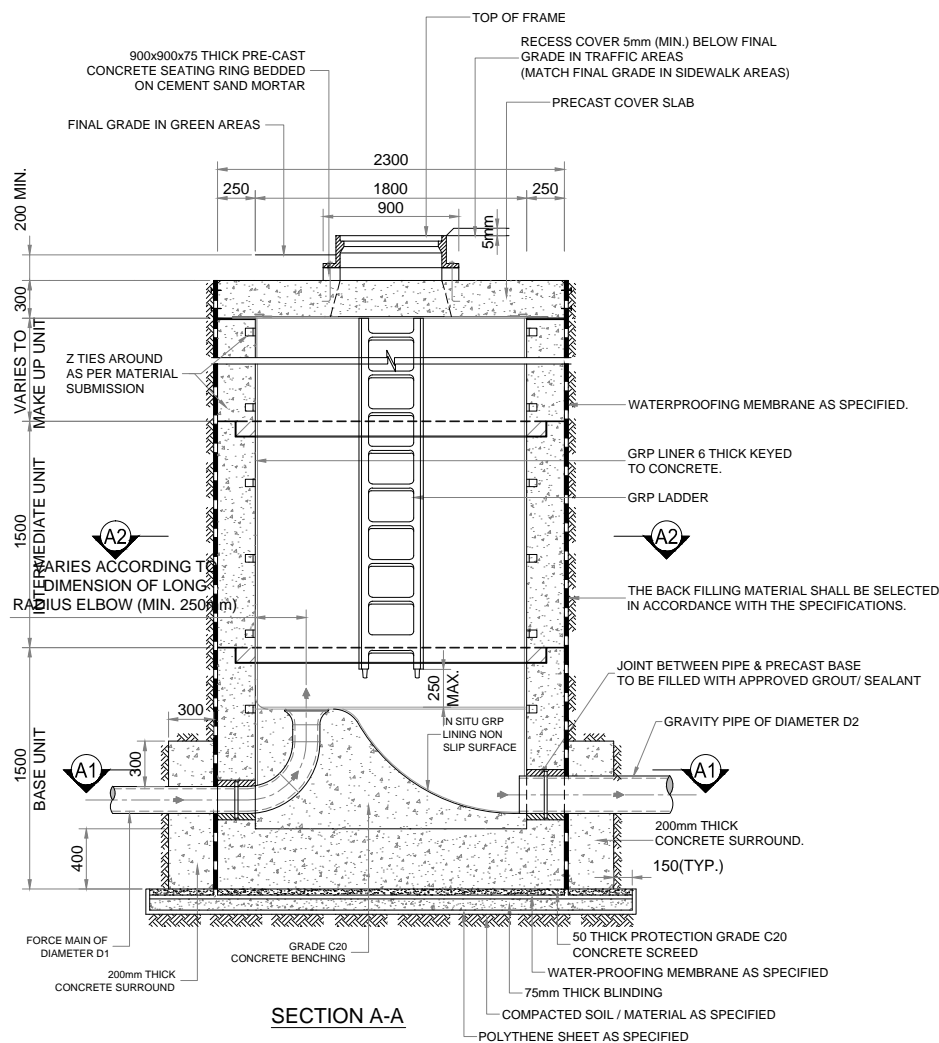 TOP OF FRAME
900x900x75 THICK PRE-CAST
CONCRETE SEATING RING BEDDED
ON CEMENT SAND MORTAR
RECESS COVER 5mm (MIN.) BELOW FINAL
GRADE IN TRAFFIC AREAS
(MATCH FINAL GRADE IN SIDEWALK AREAS)
PRECAST COVER SLAB
FINAL GRADE IN GREEN AREAS
2300
250
1800
250
900
200 MIN.
5mm
300
VARIES TO
MAKE UP UNIT
Z TIES AROUND
AS PER MATERIAL
SUBMISSION
WATERPROOFING MEMBRANE AS SPECIFIED.
GRP LINER 6 THICK KEYED
TO CONCRETE.
GRP LADDER
1500
INTERMEDIATE UNIT
A2
A2
VARIES ACCORDING TO
DIMENSION OF LONG
RADIUS ELBOW (MIN. 250mm)
THE BACK FILLING MATERIAL SHALL BE SELECTED
IN ACCORDANCE WITH THE SPECIFICATIONS.
JOINT BETWEEN PIPE & PRECAST BASE
TO BE FILLED WITH APPROVED GROUT/ SEALANT
250
MAX.
300
GRAVITY PIPE OF DIAMETER D2
IN SITU GRP
LINING NON
SLIP SURFACE
1500
BASE UNIT
300
A1
A1
200mm THICK
CONCRETE SURROUND.
400
150(TYP.)
FORCE MAIN OF
DIAMETER D1
GRADE C20
CONCRETE BENCHING
50 THICK PROTECTION GRADE C20
CONCRETE SCREED
200mm THICK
CONCRETE SURROUND
WATER-PROOFING MEMBRANE AS SPECIFIED
75mm THICK BLINDING
SECTION A-A
COMPACTED SOIL / MATERIAL AS SPECIFIED
POLYTHENE SHEET AS SPECIFIED